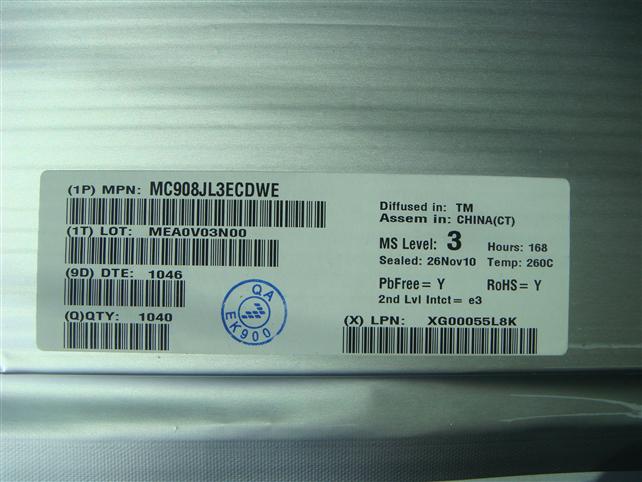 (1P) MPN: MC908JL3ECDWE
(1T) LOT: MEA0V03N00
(9D) DTE: 1046
(Q)QTY: 1040
QA
EK900
Diffused in: TM
Assem in: CHINA(CT)
MS Level: 3 Hours: 168
Sealed: 26Nov10 Temp: 260C
PbFree= Y RoHS= Y
2nd Lvl Intct= e3
(X) LPN: XG00055L8K